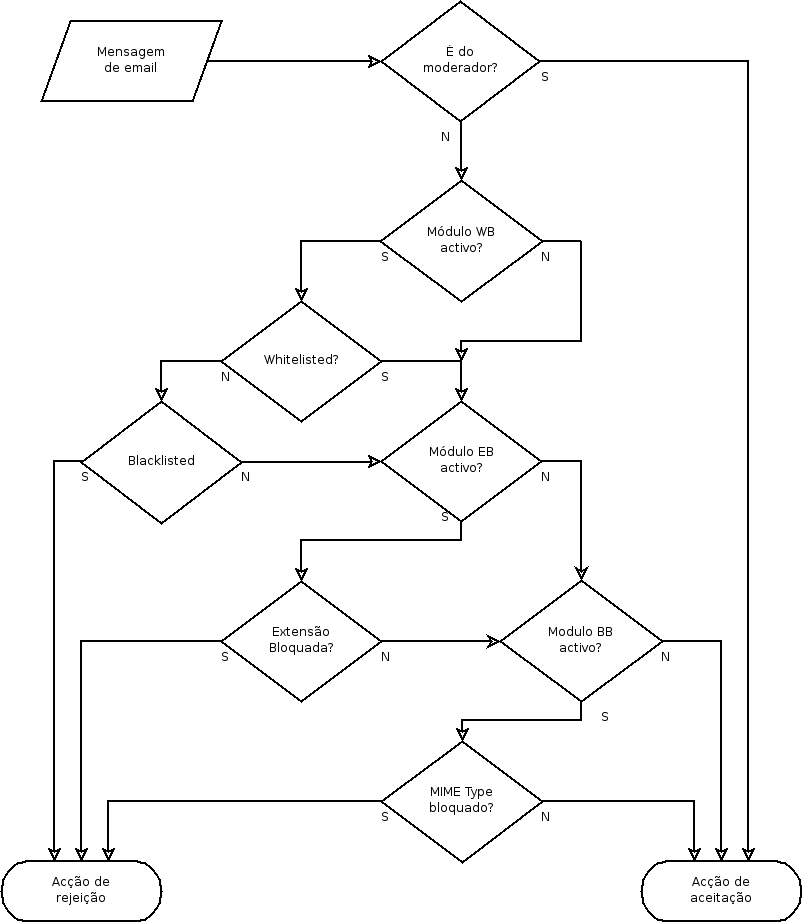 Mensagem
de email
É do
moderador?
S
N
Módulo WB
activo?
S
N
Whitelisted?
N
S
Blacklisted
S
N
Módulo EB
activo?
N
S
Extensão
Bloquada?
S
N
Modulo BB
activo?
N
S
MIME Type
bloquado?
S
N
Acção de
rejeição
Acção de
aceitação